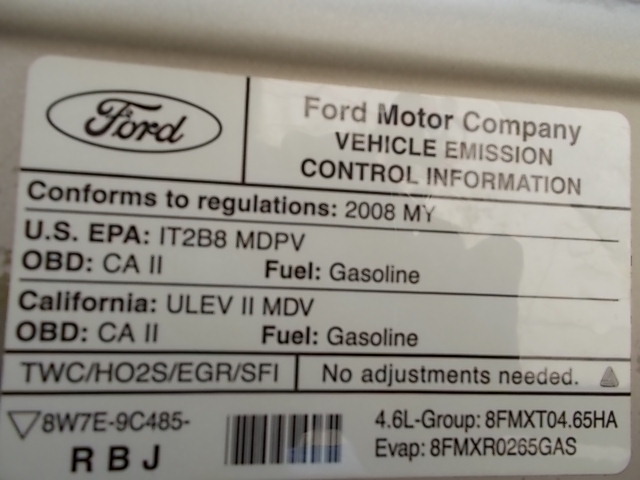 Ford
Ford Motor Company
VEHICLE EMISSION
CONTROL INFORMATION
Conforms to regulations: 2008 MY
U.S. EPA: IT2B8 MDPV
OBD: CA II Fuel: Gasoline
California: ULEV II MDV
OBD: CA II Fuel: Gasoline
TWC/HO2S/EGR/SFI No adjustments needed.
8W7E-9C485- 4.6L-Group: 8FMXT04.65HA
RBJ Evap: 8FMXR0265GAS